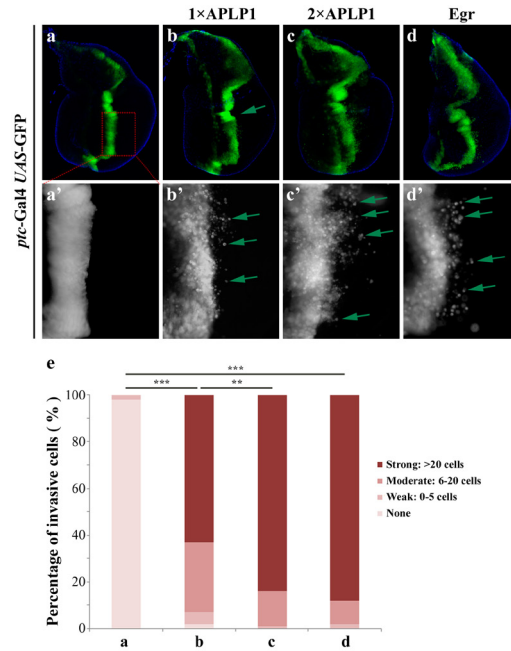 1×APLP1 2×APLP1 Egr
a b c d
ptc-Gal4 UAS-GFP
a' b' c' d'
e
*** 
*** **
Percentage of invasive cells ( % )
100
80
60
40
20
0
a b c d
Strong: >20 cells
Moderate: 6-20 cells
Weak: 0-5 cells
None